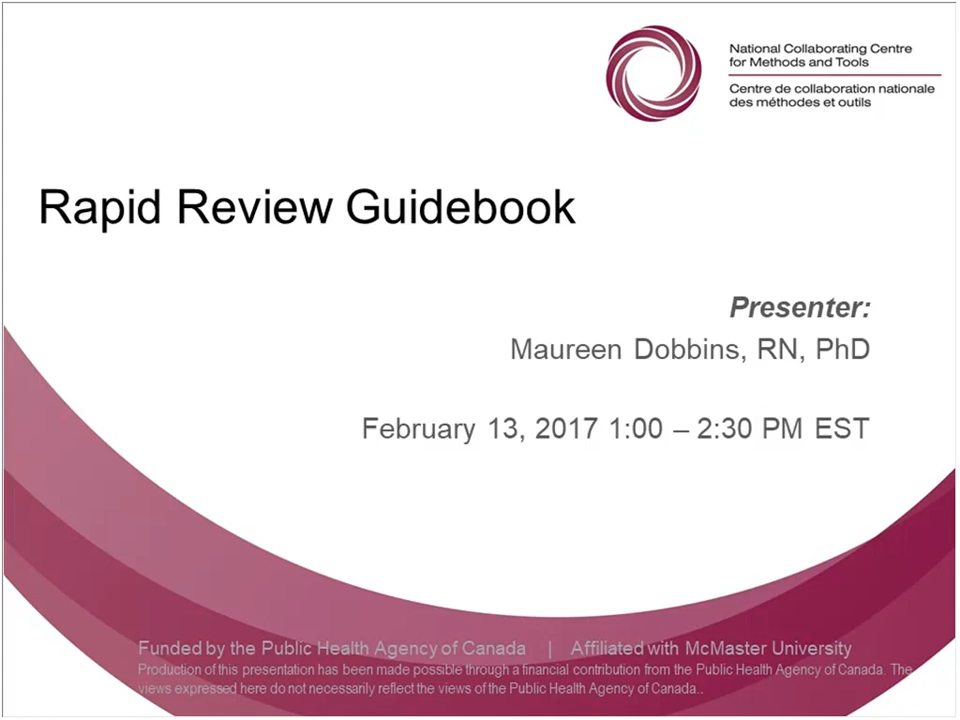 National Collaborating Centre
for Methods and Tools
Centre de collaboration nationale
des méthodes et outils
Rapid Review Guidebook
Presenter:
Maureen Dobbins, RN, PhD
February 13, 2017 1:00 – 2:30 PM EST
Funded by the Public Health Agency of Canada | Affiliated with McMaster University
Production of this presentation has been made possible through a financial contribution from the Public Health Agency of Canada. The
views expressed here do not necessarily reflect the views of the Public Health Agency of Canada..